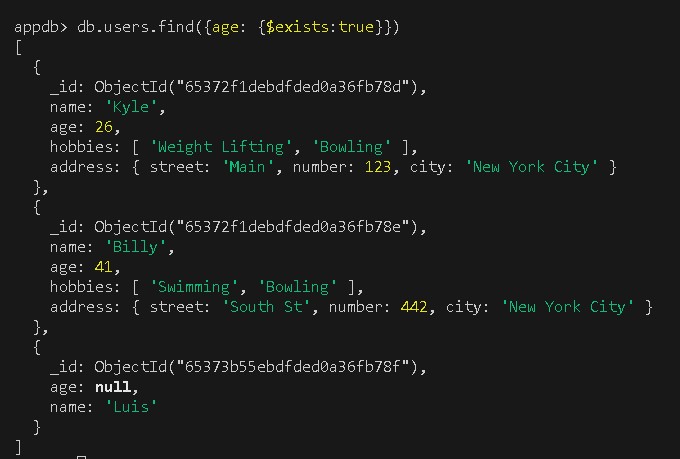 appdb> db.users.find({age: {$exists:true}})
[
  {
    _id: ObjectId("65372f1debdfded0a36fb78d"),
    name: 'Kyle',
    age: 26,
    hobbies: [ 'Weight Lifting', 'Bowling' ],
    address: { street: 'Main', number: 123, city: 'New York City' }
  },
  {
    _id: ObjectId("65372f1debdfded0a36fb78e"),
    name: 'Billy',
    age: 41,
    hobbies: [ 'Swimming', 'Bowling' ],
    address: { street: 'South St', number: 442, city: 'New York City' }
  },
  {
    _id: ObjectId("65373b55ebdfded0a36fb78f"),
    age: null,
    name: 'Luis'
  }
]